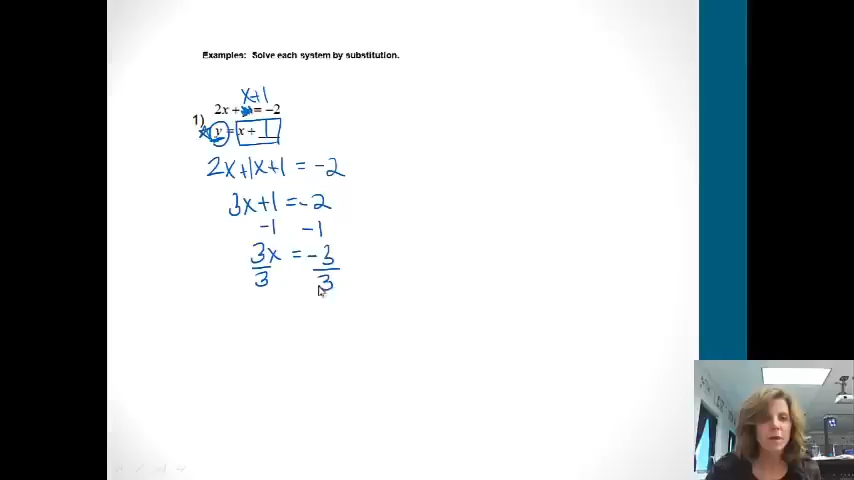 Examples: Solve each system by substitution.
x+1
2x + = -2
1)
y = x + 1
2x+1x+1 = -2
3x+1 = -2
-1 -1
3x = -3
3 3